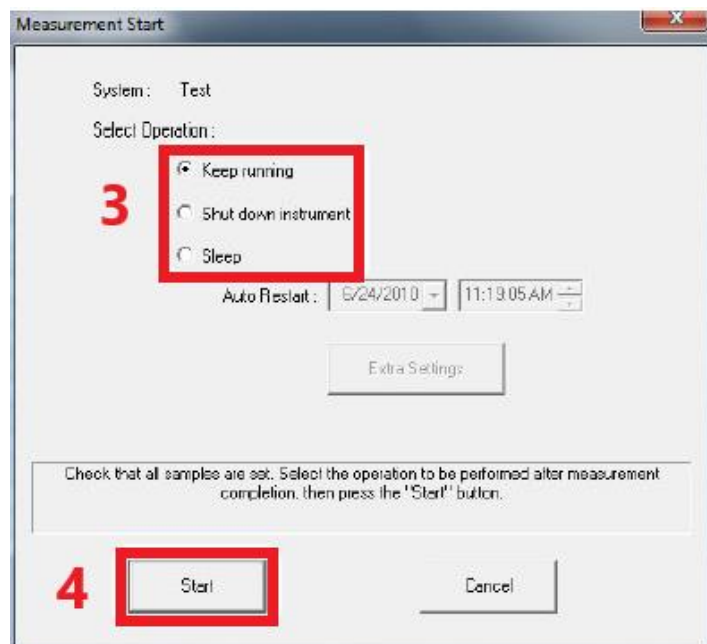 Measurement Start
X
System : Test
Select Operation :
3
Keep running
Shut down instrument
Sleep
Auto Restart : 6/24/2010 11:19:05 AM
Extra Settings
Check that all samples are set. Select the operation to be performed after measurement
completion, then press the "Start" button.
4
Start
Cancel